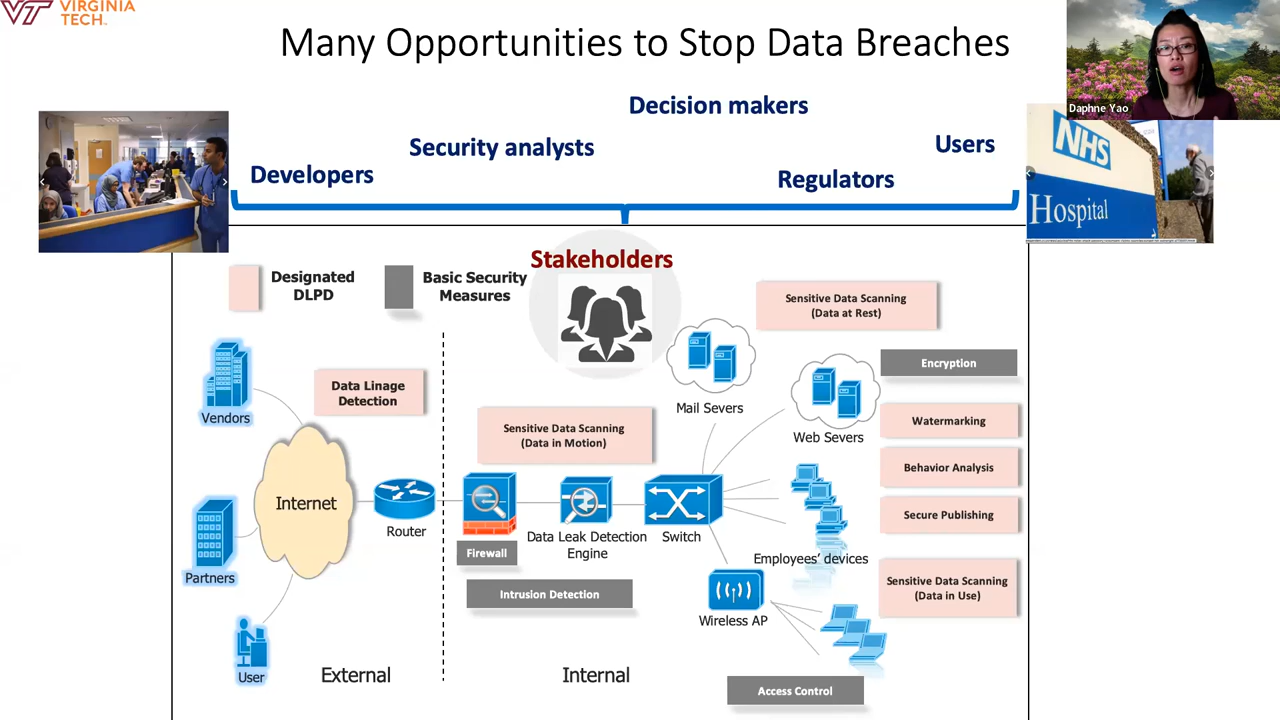 VIRGINIA
TECH
Many Opportunities to Stop Data Breaches
Daphne Yao
Decision makers
Security analysts
Users
Developers
Regulators
NHS
Hospital
Stakeholders
Designated
DLPD
Basic Security
Measures
Sensitive Data Scanning
(Data at Rest)
Encryption
Data Linage
Detection
Vendors
Mail Severs
Sensitive Data Scanning
(Data in Motion)
Web Severs
Watermarking
Behavior Analysis
Internet
Router
Secure Publishing
Data Leak Detection
Engine
Switch
Firewall
Employees' devices
Partners
Intrusion Detection
Sensitive Data Scanning
(Data in Use)
Wireless AP
User
External
Internal
Access Control